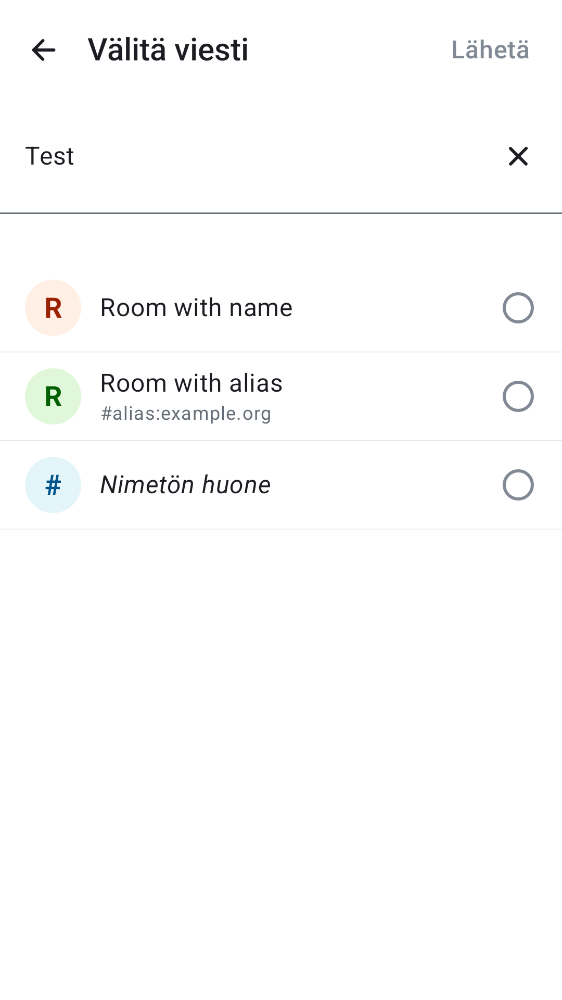 Välitä viesti
Lähetä
Test
R
Room with name
R
Room with alias
#alias:example.org
#
Nimetön huone